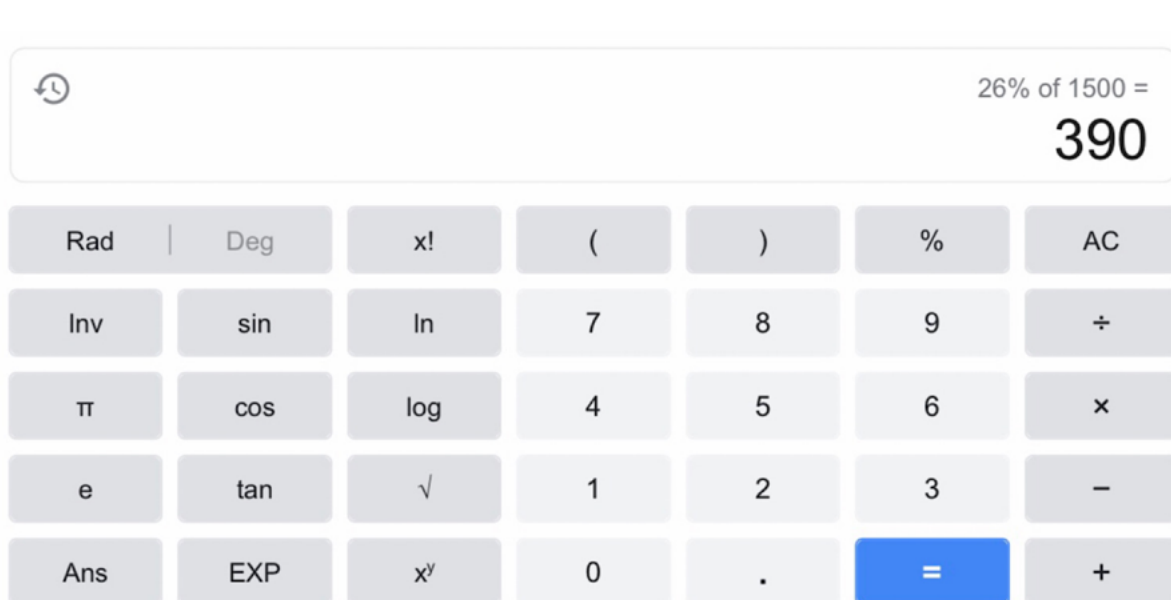 26% of 1500 =
390
Rad | Deg x! ( ) % AC
Inv sin ln 7 8 9 ÷
π cos log 4 5 6 ×
e tan √ 1 2 3 −
Ans EXP xʸ 0 . = +